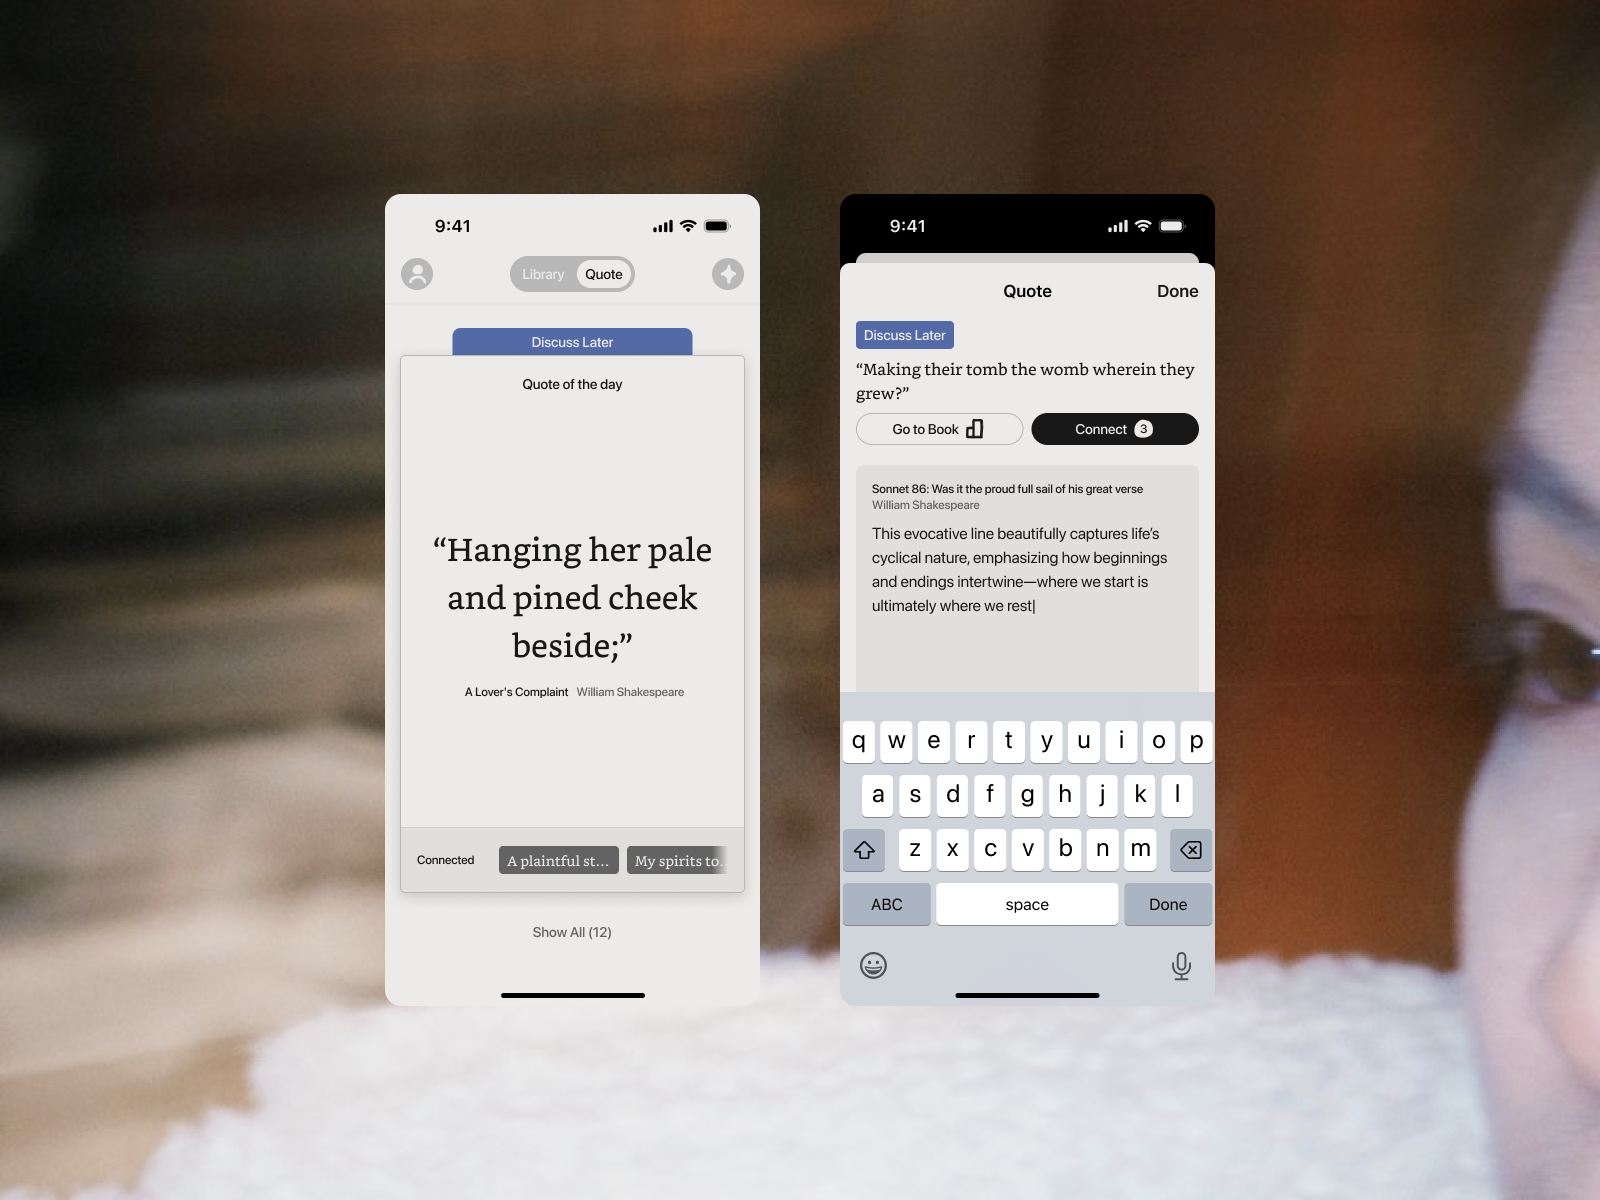 9:41
Library
Quote
Discuss Later
Quote of the day
“Hanging her pale
and pined cheek
beside;”
A Lover's Complaint William Shakespeare
Connected
A plaintful st...
My spirits to..
Show All (12)
9:41
Quote
Done
Discuss Later
“Making their tomb the womb wherein they
grew?”
Go to Book
Connect 3
Sonnet 86: Was it the proud full sail of his great verse
William Shakespeare
This evocative line beautifully captures life’s
cyclical nature, emphasizing how beginnings
and endings intertwine—where we start is
ultimately where we rest
q w e r t y u i o p
a s d f g h j k l
z x c v b n m
ABC space Done